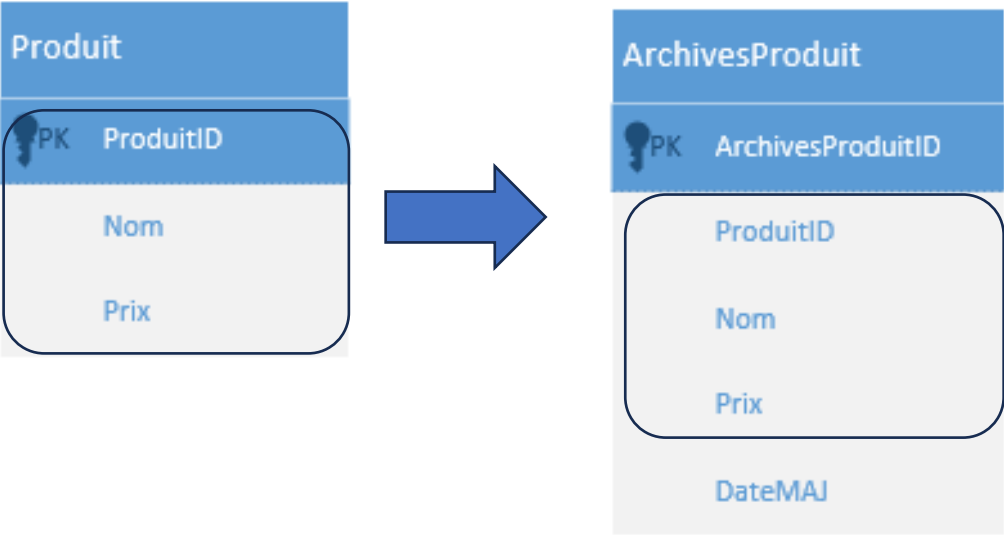 Produit
PK ProduitID
Nom
Prix
ArchivesProduit
PK ArchivesProduitID
ProduitID
Nom
Prix
DateMAJ